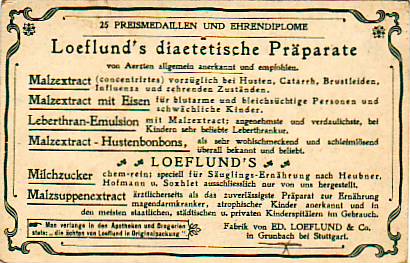 25 PREISMEDAILLEN UND EHRENDIPLOME
Loeflund's diaetetische Präparate
von Aerzten allgemein anerkannt und empfohlen.
Malzextract (concentrirtes) vorzüglich bei Husten, Catarrh, Brustleiden,
Influenza und zehrenden Zuständen.
Malzextract mit Eisen für blutarme und bleichsüchtige Personen und
schwächliche Kinder.
Leberthran-Emulsion mit Malzextract; angenehmste und verdaulichste, bei
Kindern sehr beliebte Leberthrankur.
Malzextract-Hustenbonbons, als sehr wohlschmeckend und schleimlösend
überall bekannt und beliebt.
LOEFLUND'S
Milchzucker chem-rein; speciell für Säuglings-Ernährung nach Heubner,
Hofmann u. Soxhlet ausschliesslich nur von uns hergestellt.
Malzsuppenextract ärztlicherseits als das zuverlässigste Präparat zur Ernährung
magendarmkranker, atrophischer Kinder anerkannt und in
den meisten staatlichen, städtischen u. privaten Kinderspitälern im Gebrauch.
Man verlange in den Apotheken und Drogerien
stets: „die ächten von Loeflund in Originalpackung"
Fabrik von ED. LOEFLUND & Co.
in Grunbach bei Stuttgart.